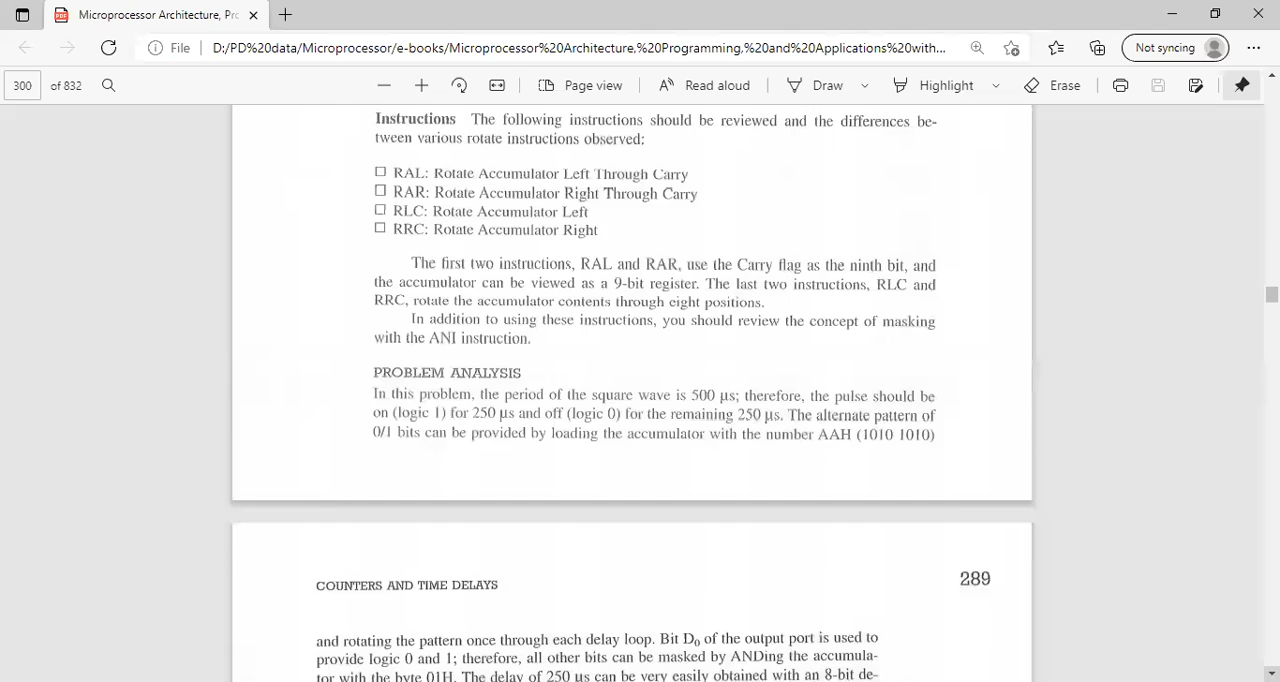 Microprocessor Architecture, Prc
File
D:/PD%20data/Microprocessor/e-books/Microprocessor%20Architecture,%20Programming,%20and%20Applications%20with...
Not syncing
300 of 832
Page view
Read aloud
Draw
Highlight
Erase
Instructions The following instructions should be reviewed and the differences be-
tween various rotate instructions observed:
☐ RAL: Rotate Accumulator Left Through Carry
☐ RAR: Rotate Accumulator Right Through Carry
☐ RLC: Rotate Accumulator Left
☐ RRC: Rotate Accumulator Right
The first two instructions, RAL and RAR, use the Carry flag as the ninth bit, and
the accumulator can be viewed as a 9-bit register. The last two instructions, RLC and
RRC, rotate the accumulator contents through eight positions.
In addition to using these instructions, you should review the concept of masking
with the ANI instruction.
PROBLEM ANALYSIS
In this problem, the period of the square wave is 500 μs; therefore, the pulse should be
on (logic 1) for 250 μs and off (logic 0) for the remaining 250 μs. The alternate pattern of
0/1 bits can be provided by loading the accumulator with the number AAH (1010 1010)
COUNTERS AND TIME DELAYS
289
and rotating the pattern once through each delay loop. Bit D₀ of the output port is used to
provide logic 0 and 1; therefore, all other bits can be masked by ANDing the accumula-
tor with the byte 01H. The delay of 250 μs can be very easily obtained with an 8-bit de-